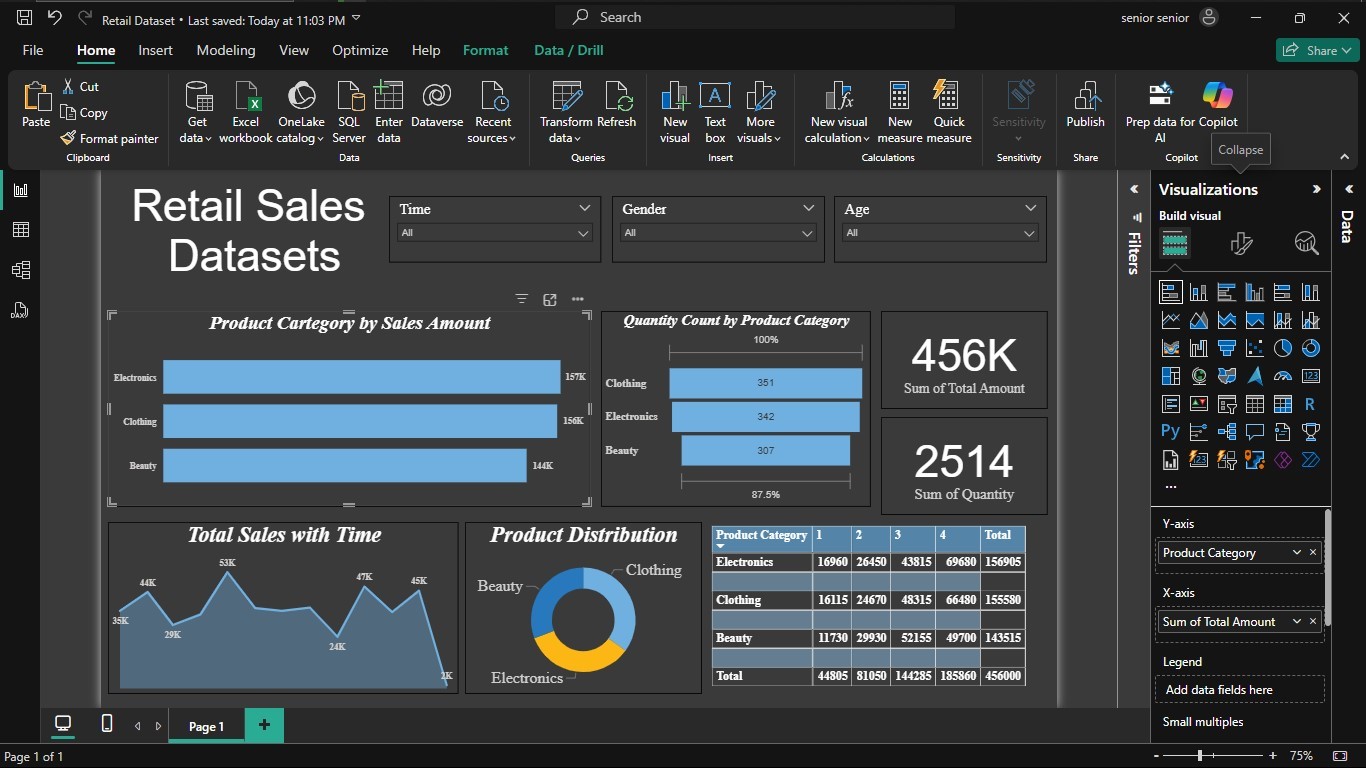 Retail Dataset • Last saved: Today at 11:03 PM
Search
senior senior
File Home Insert Modeling View Optimize Help Format Data / Drill
Share
Paste
Cut
Copy
Format painter
Clipboard
Get data
Excel workbook
OneLake catalog
SQL Server
Enter data
Dataverse
Recent sources
Data
Transform data
Refresh
Queries
New visual
Text box
More visuals
Insert
New visual calculation
New measure
Quick measure
Calculations
Sensitivity
Sensitivity
Publish
Share
Prep data for AI
Copilot
Copilot
Collapse
Retail Sales
Datasets
Time
All
Gender
All
Age
All
Product Cartegory by Sales Amount
Electronics 157K
Clothing 156K
Beauty 144K
Quantity Count by Product Category
100%
Clothing 351
Electronics 342
Beauty 307
87.5%
456K
Sum of Total Amount
2514
Sum of Quantity
Total Sales with Time
35K
44K
29K
53K
24K
47K
45K
2K
Product Distribution
Clothing
Beauty
Electronics
Product Category 1 2 3 4 Total
Electronics 16960 26450 43815 69680 156905
Clothing 16115 24670 48315 66480 155580
Beauty 11730 29930 52155 49700 143515
Total 44805 81050 144285 185860 456000
Filters
Visualizations
Build visual
123
R
Py
123
...
Y-axis
Product Category
X-axis
Sum of Total Amount
Legend
Add data fields here
Small multiples
Data
DAX
Page 1
+
Page 1 of 1
- + 75%